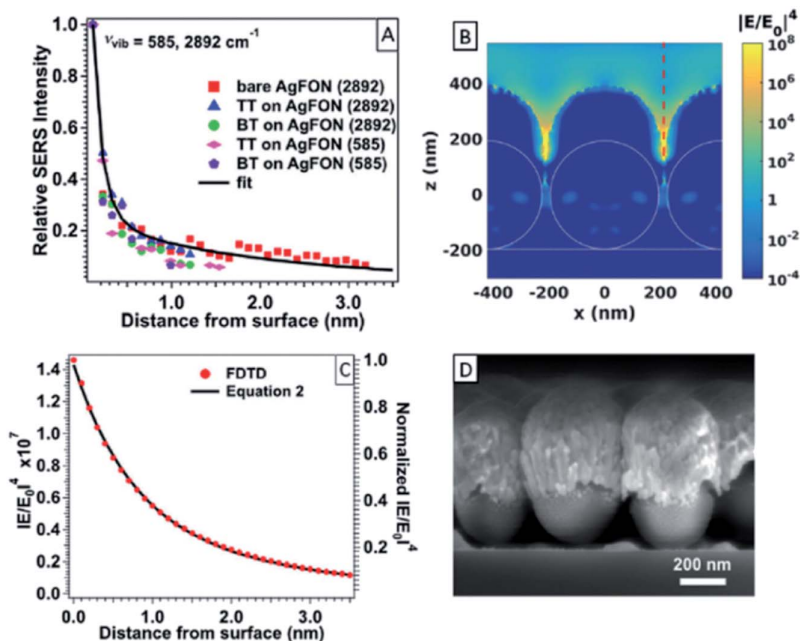 A
ν_vib = 585, 2892 cm⁻¹
bare AgFON (2892)
TT on AgFON (2892)
BT on AgFON (2892)
TT on AgFON (585)
BT on AgFON (585)
fit
Relative SERS Intensity
1.0
0.8
0.6
0.4
0.2
1.0
2.0
3.0
Distance from surface (nm)
B
|E/E₀|⁴
z (nm)
400
200
0
-200
-400
-200
0
200
400
x (nm)
10⁸
10⁶
10⁴
10²
1
10⁻²
10⁻⁴
C
FDTD
Equation 2
|E/E₀|⁴ x10⁷
1.4
1.2
1.0
0.8
0.6
0.4
0.2
0.0
0.0
1.0
2.0
3.0
Distance from surface (nm)
1.0
0.8
0.6
0.4
0.2
Normalized |E/E₀|⁴
D
200 nm